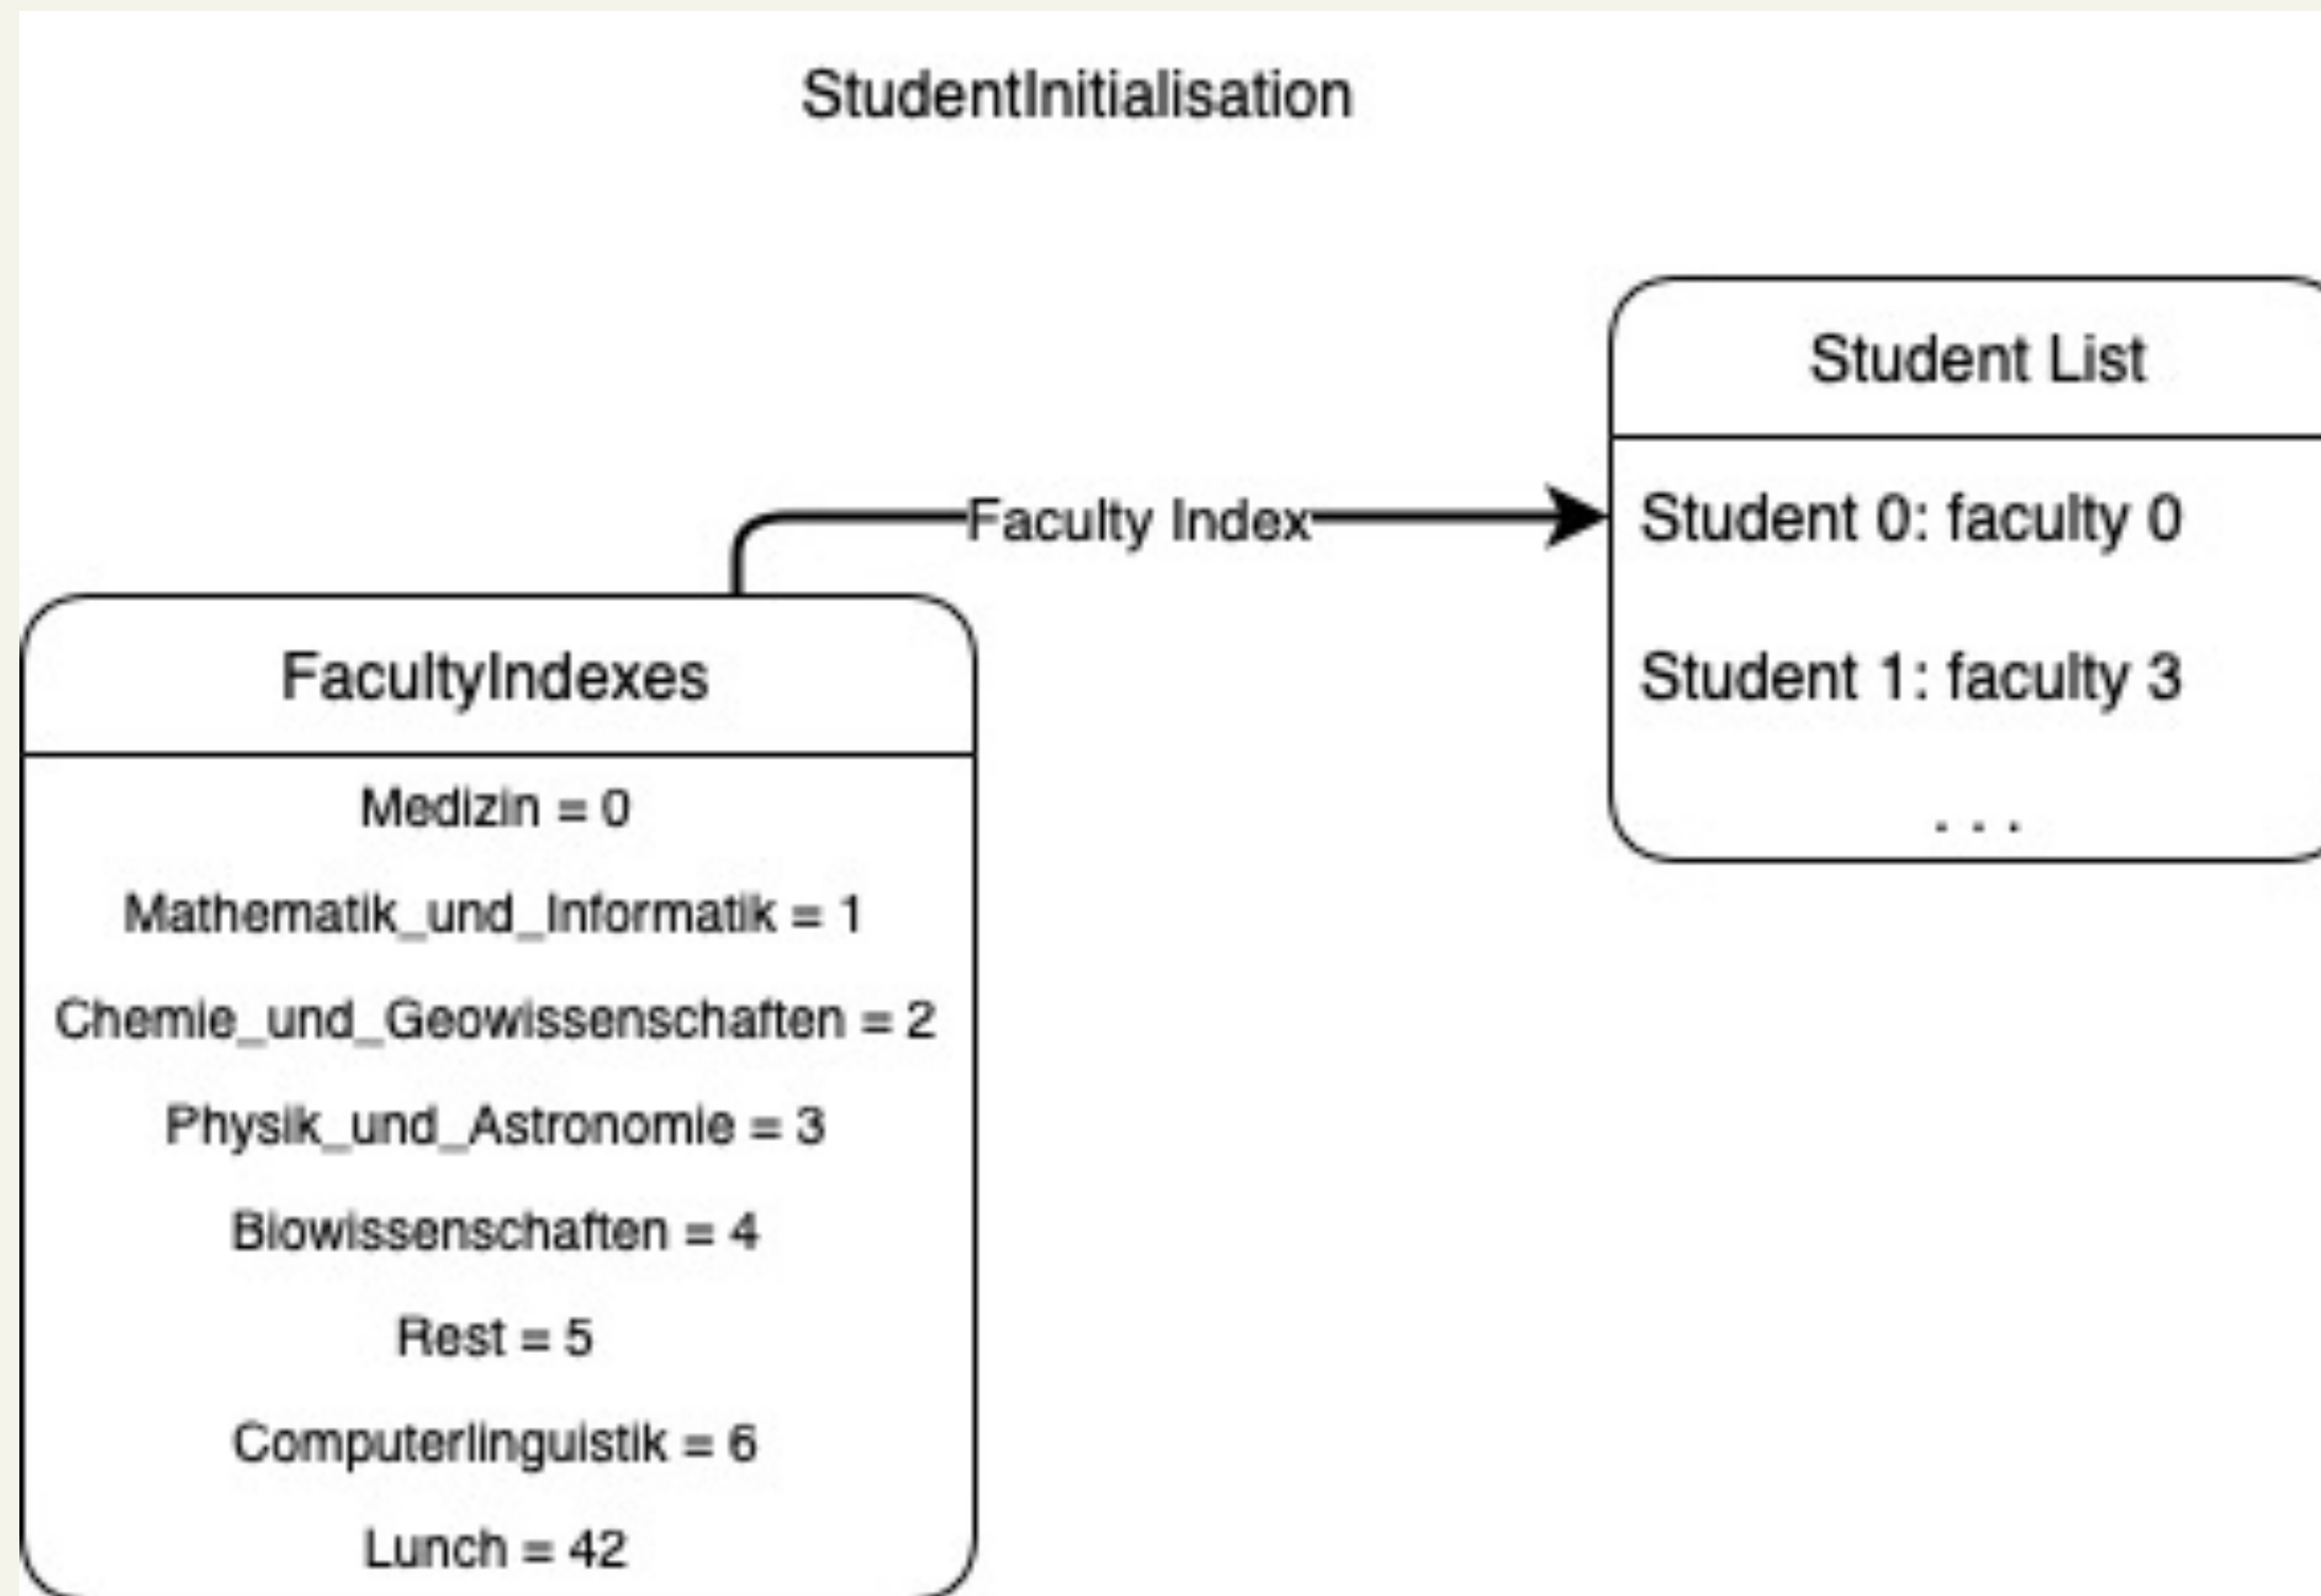 StudentInitialisation
Student List
Faculty Index
Student 0: faculty 0
Student 1: faculty 3
. . .
FacultyIndexes
Medizin = 0
Mathematik_und_Informatik = 1
Chemie_und_Geowissenschaften = 2
Physik_und_Astronomie = 3
Biowissenschaften = 4
Rest = 5
Computerlinguistik = 6
Lunch = 42